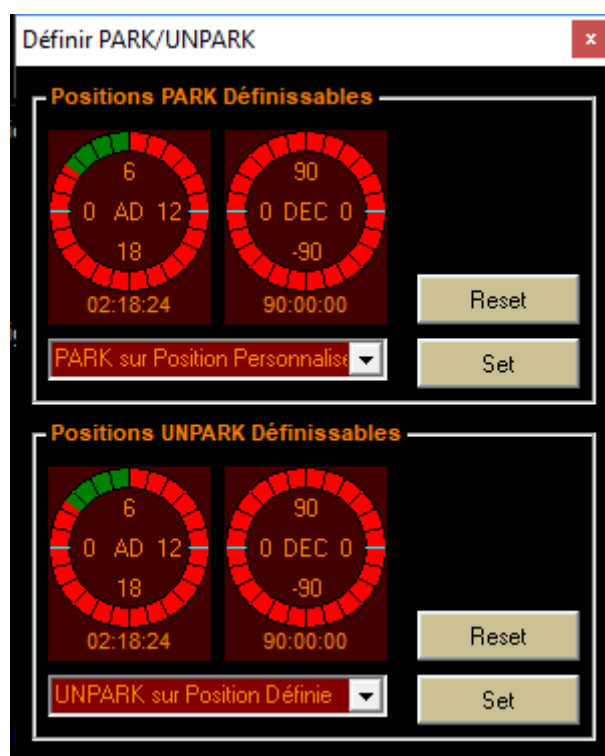 Définir PARK/UNPARK
x
Positions PARK Définissables
6
0 AD 12
18
02:18:24
90
0 DEC 0
-90
90:00:00
Reset
PARK sur Position Personnalisé
Set
Positions UNPARK Définissables
6
0 AD 12
18
02:18:24
90
0 DEC 0
-90
90:00:00
Reset
UNPARK sur Position Définie
Set